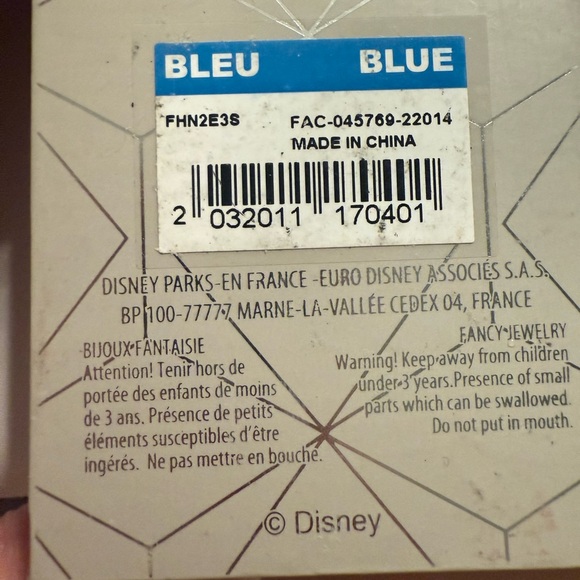 BLEU BLUE
FHN2E3S FAC-045769-22014
MADE IN CHINA
2 032011 170401
DISNEY PARKS-EN FRANCE -EURO DISNEY ASSOCIÉS S.A.S.
BP 100-77777 MARNE-LA-VALLÉE CEDEX 04, FRANCE
BIJOUX FANTAISIE
Attention! Tenir hors de
portée des enfants de moins
de 3 ans. Présence de petits
éléments susceptibles d'être
ingérés. Ne pas mettre en bouche.
FANCY JEWELRY
Warning! Keep away from children
under 3 years.Presence of small
parts which can be swallowed.
Do not put in mouth.
© Disney